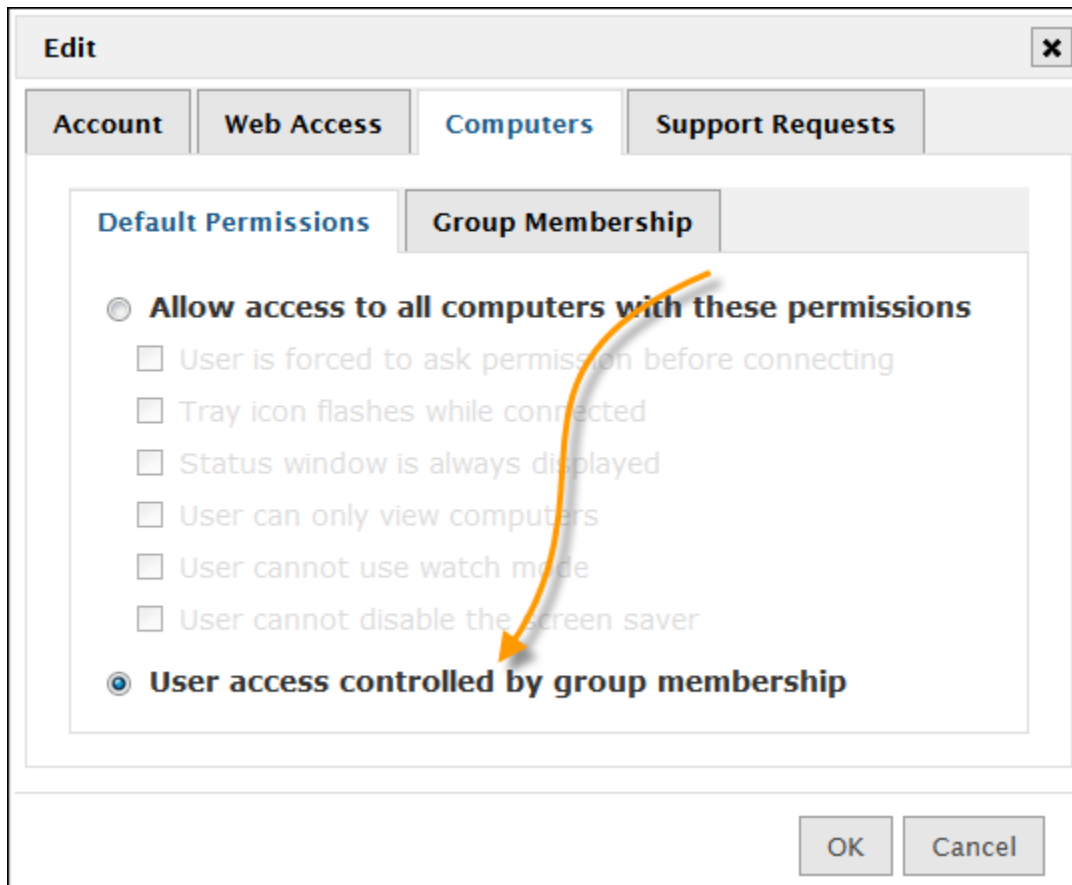 Edit
Account Web Access Computers Support Requests
Default Permissions Group Membership
Allow access to all computers with these permissions
User is forced to ask permission before connecting
Tray icon flashes while connected
Status window is always displayed
User can only view computers
User cannot use watch mode
User cannot disable the screen saver
User access controlled by group membership
OK Cancel